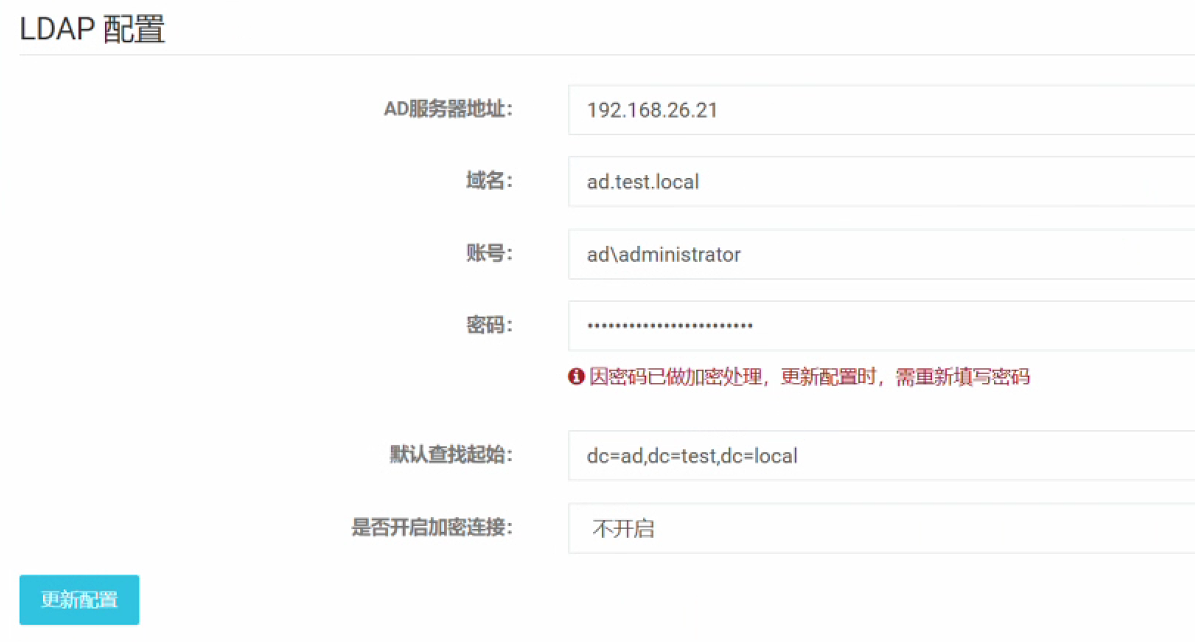 LDAP 配置
AD服务器地址： 192.168.26.21
域名： ad.test.local
账号： ad\administrator
密码： ••••••••••••••••••••••••
因密码已做加密处理，更新配置时，需重新填写密码
默认查找起始： dc=ad,dc=test,dc=local
是否开启加密连接： 不开启
更新配置